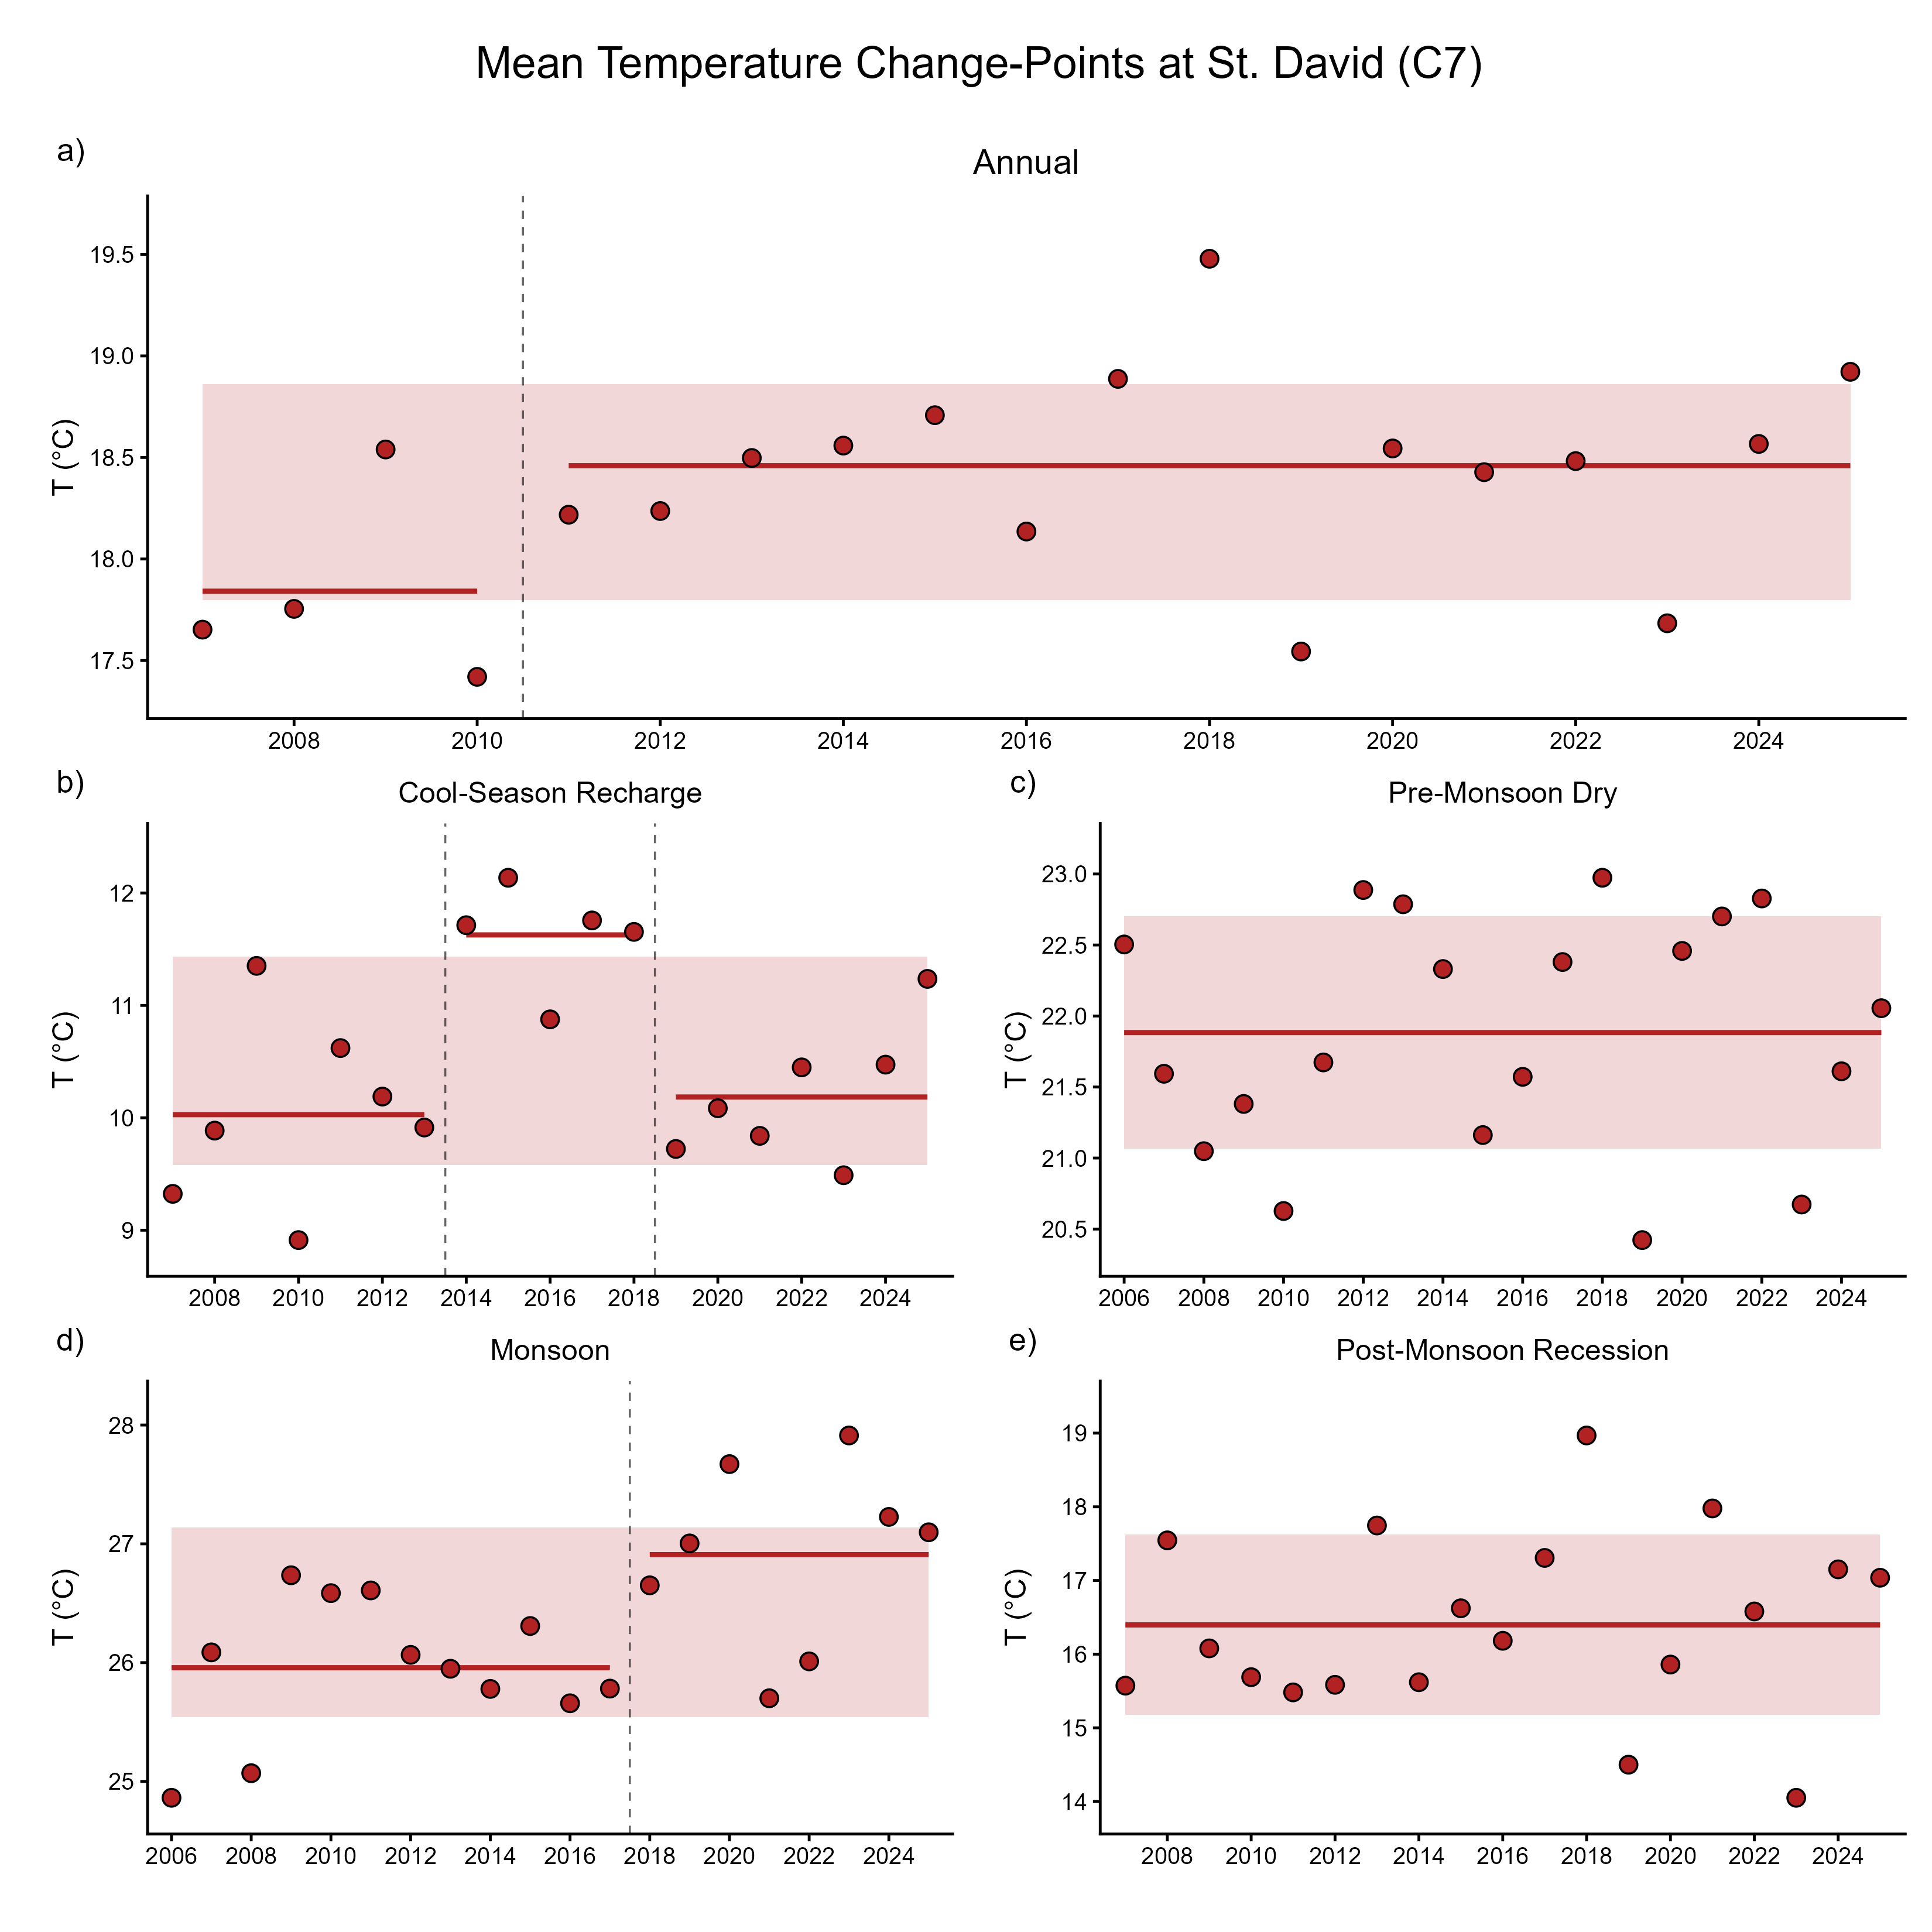 Mean Temperature Change-Points at St. David (C7)
a)
Annual
T (°C)
19.5
19.0
18.5
18.0
17.5
2008 2010 2012 2014 2016 2018 2020 2022 2024
b)
Cool-Season Recharge
T (°C)
12
11
10
9
2008 2010 2012 2014 2016 2018 2020 2022 2024
c)
Pre-Monsoon Dry
T (°C)
23.0
22.5
22.0
21.5
21.0
20.5
2006 2008 2010 2012 2014 2016 2018 2020 2022 2024
d)
Monsoon
T (°C)
28
27
26
25
2006 2008 2010 2012 2014 2016 2018 2020 2022 2024
e)
Post-Monsoon Recession
T (°C)
19
18
17
16
15
14
2008 2010 2012 2014 2016 2018 2020 2022 2024